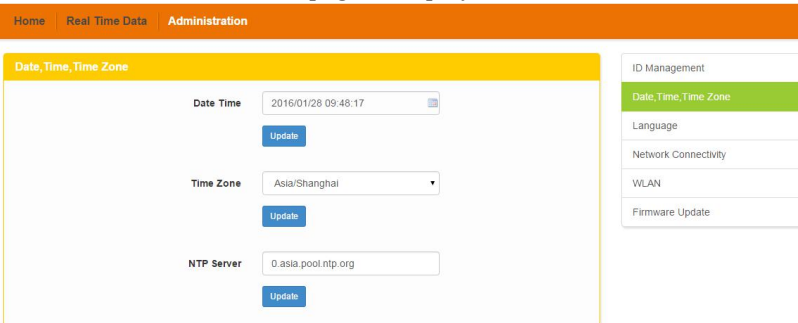 Home Real Time Data Administration
Date,Time,Time Zone
Date Time 2016/01/28 09:48:17
Update
Time Zone Asia/Shanghai
Update
NTP Server 0.asia.pool.ntp.org
Update
ID Management
Date,Time,Time Zone
Language
Network Connectivity
WLAN
Firmware Update